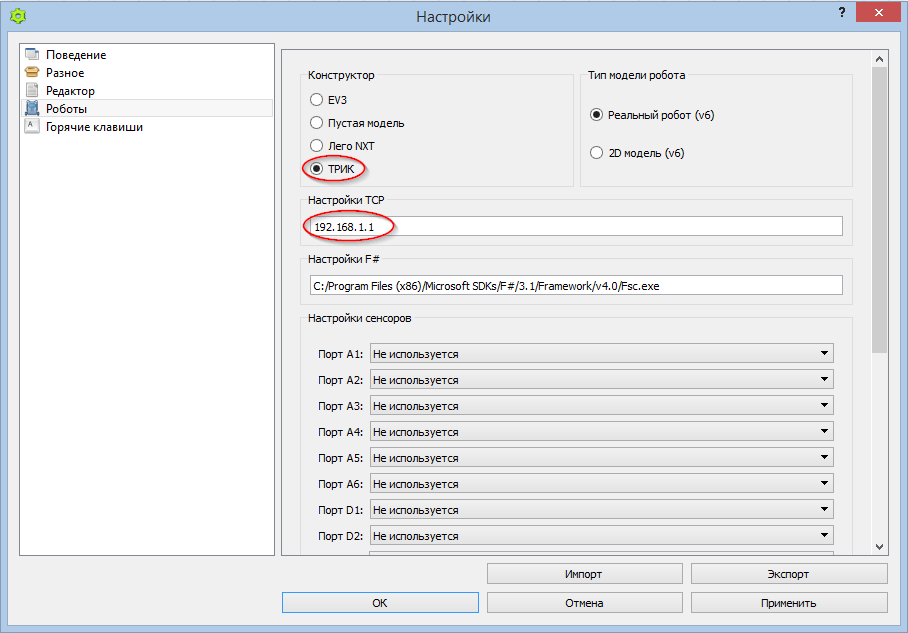 Настройки
?
Поведение
Разное
Редактор
Роботы
A
Горячие клавиши
Конструктор
EV3
Пустая модель
Лего NXT
ТРИК
Тип модели робота
Реальный робот (v6)
2D модель (v6)
Настройки TCP
192.168.1.1
Настройки F#
C:/Program Files (x86)/Microsoft SDKs/F#/3.1/Framework/v4.0/Fsc.exe
Настройки сенсоров
Порт A1: Не используется
Порт A2: Не используется
Порт A3: Не используется
Порт A4: Не используется
Порт A5: Не используется
Порт A6: Не используется
Порт D1: Не используется
Порт D2: Не используется
Импорт
Экспорт
OK
Отмена
Применить